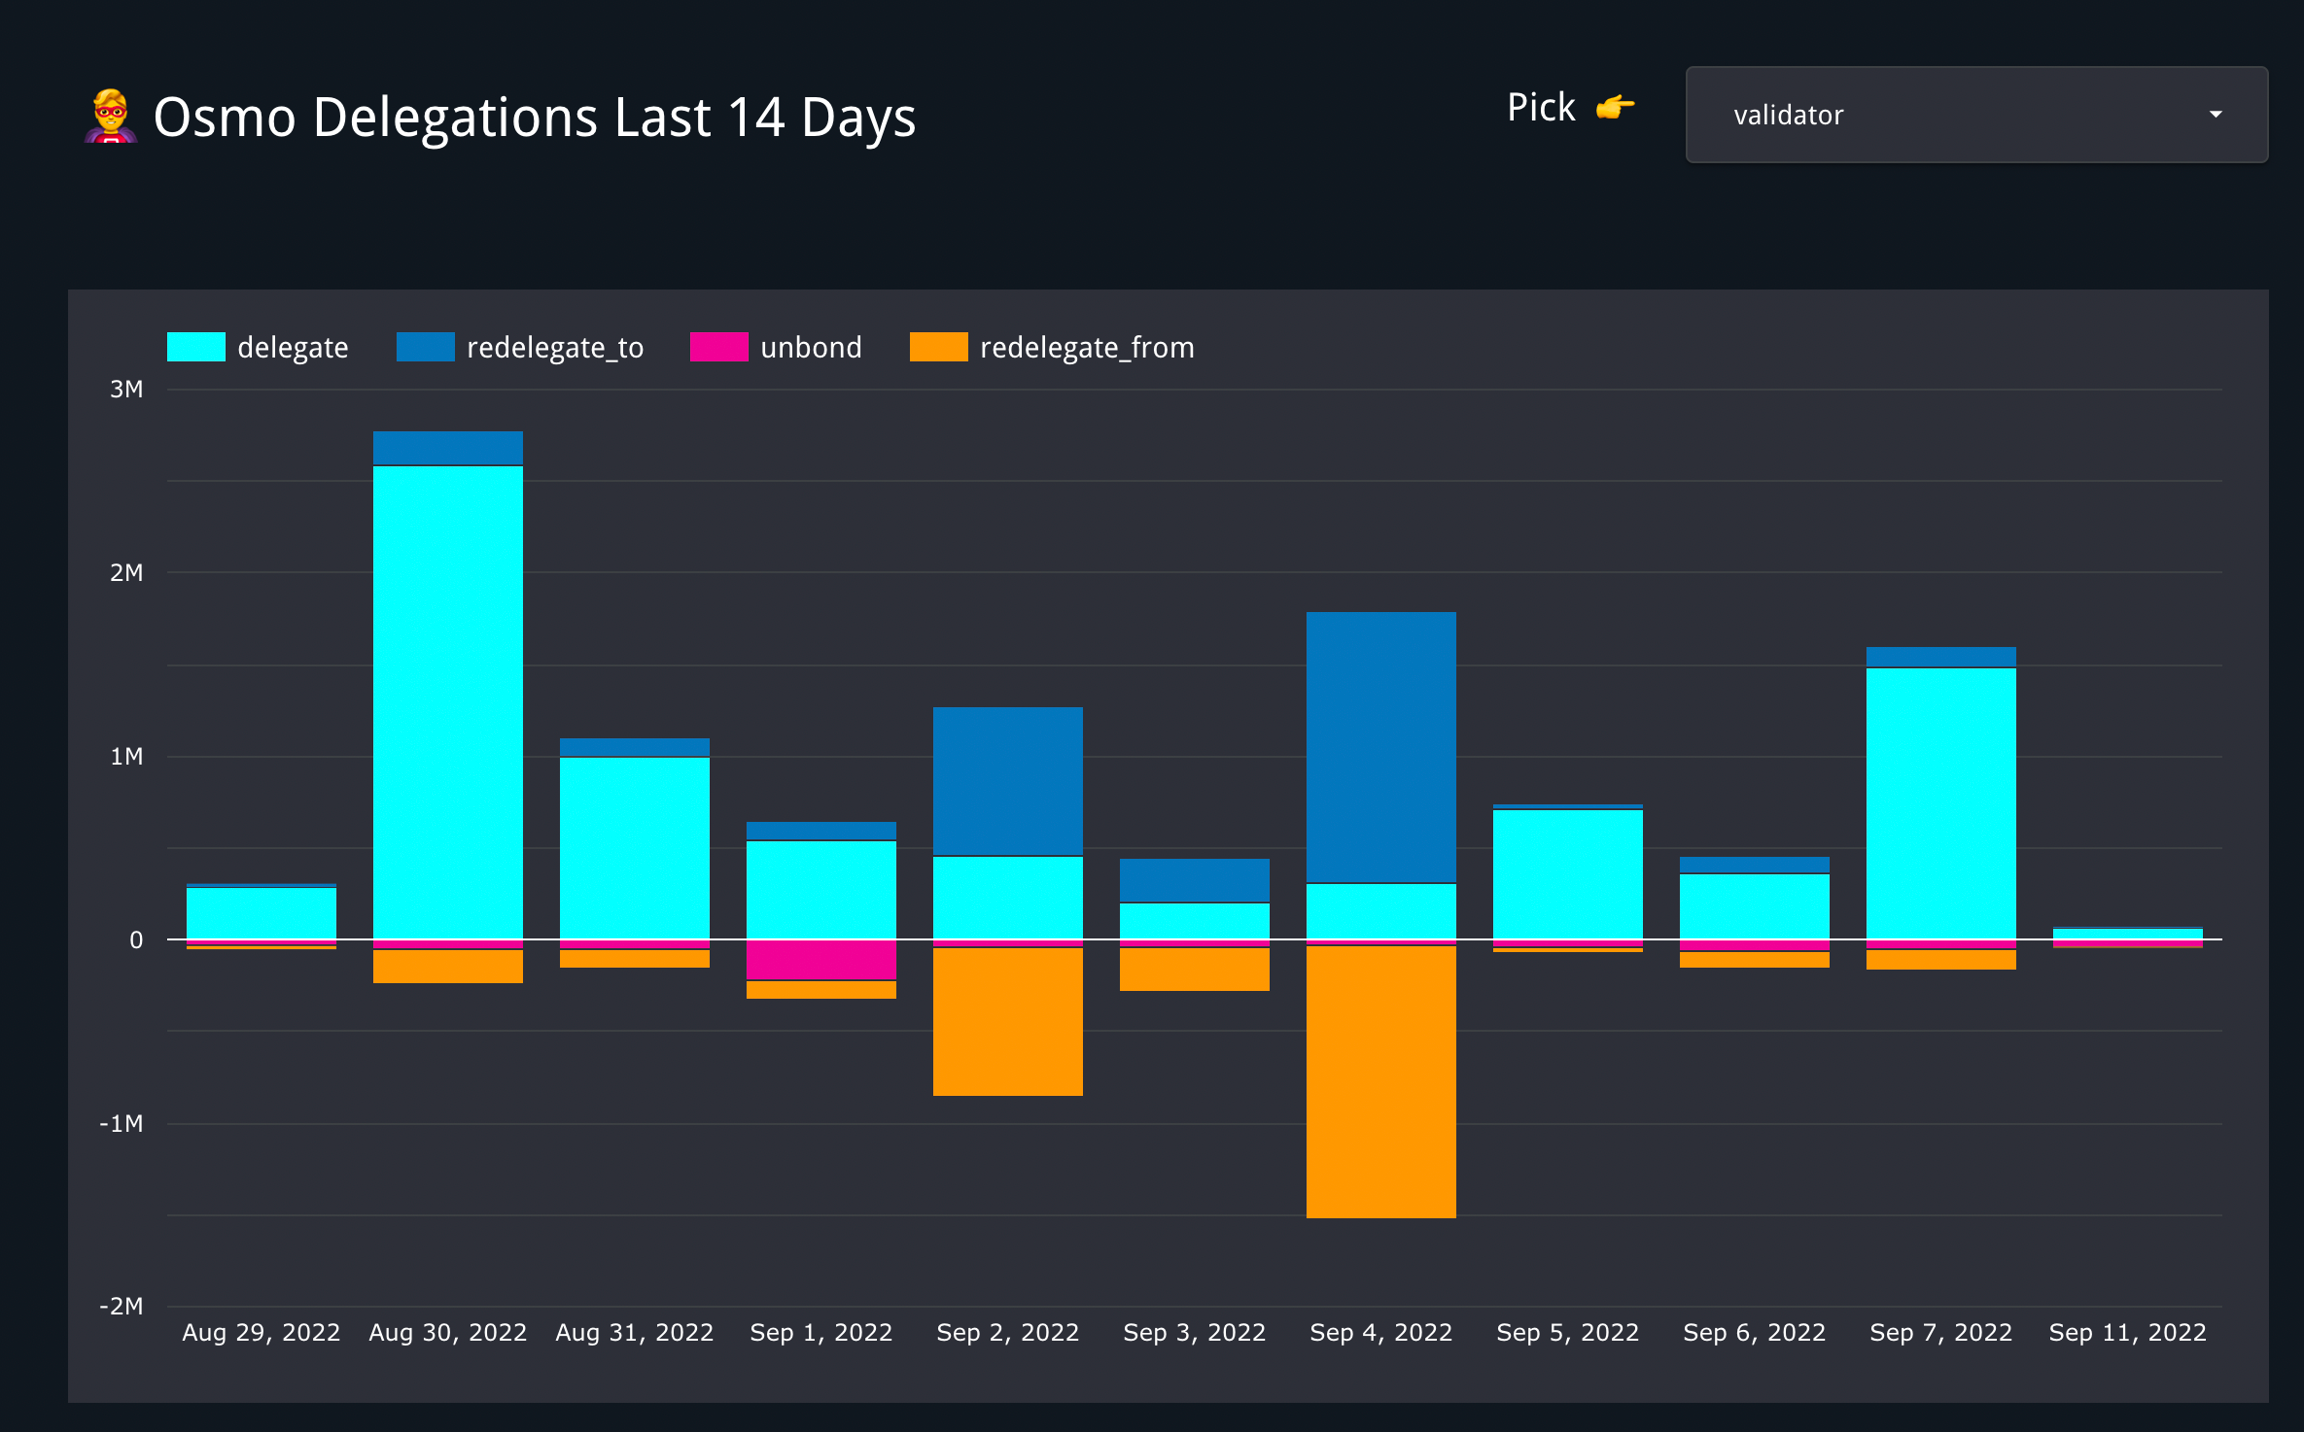 Osmo Delegations Last 14 Days
Pick
validator
delegate redelegate_to unbond redelegate_from
3M
2M
1M
0
-1M
-2M
Aug 29, 2022 Aug 30, 2022 Aug 31, 2022 Sep 1, 2022 Sep 2, 2022 Sep 3, 2022 Sep 4, 2022 Sep 5, 2022 Sep 6, 2022 Sep 7, 2022 Sep 11, 2022